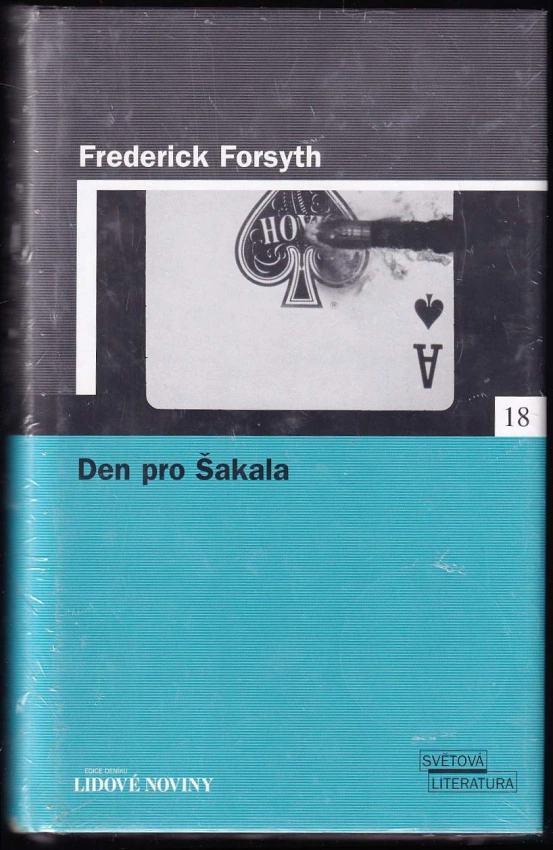 Frederick Forsyth
HOY
®
A
18
Den pro Šakala
EDICE DENÍKU
LIDOVÉ NOVINY
SVĚTOVÁ
LITERATURA